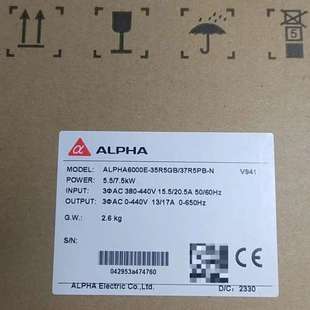 5
ALPHA
MODEL: ALPHA6000E-35R5GB/37R5PB-N V941
POWER: 5.5/7.5kW
INPUT: 3ΦAC 380-440V 15.5/20.5A 50/60Hz
OUTPUT: 3ΦAC 0-440V 13/17A 0-650Hz
G.W.: 2.6 kg
S/N:
042953a474760
ALPHA Electric Co.,Ltd. D/C: 2330